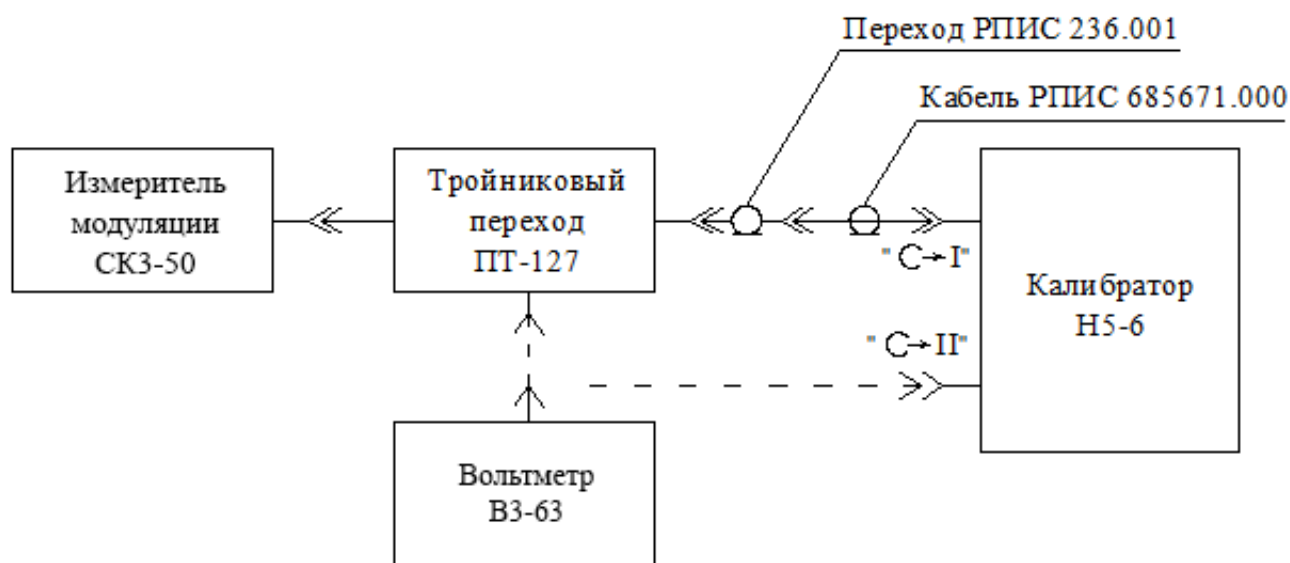 Переход РПИС 236.001
Кабель РПИС 685671.000
Измеритель
модуляции
СК3-50
Тройниковый
переход
ПТ-127
" С→I"
Калибратор
Н5-6
" С→II"
Вольтметр
В3-63